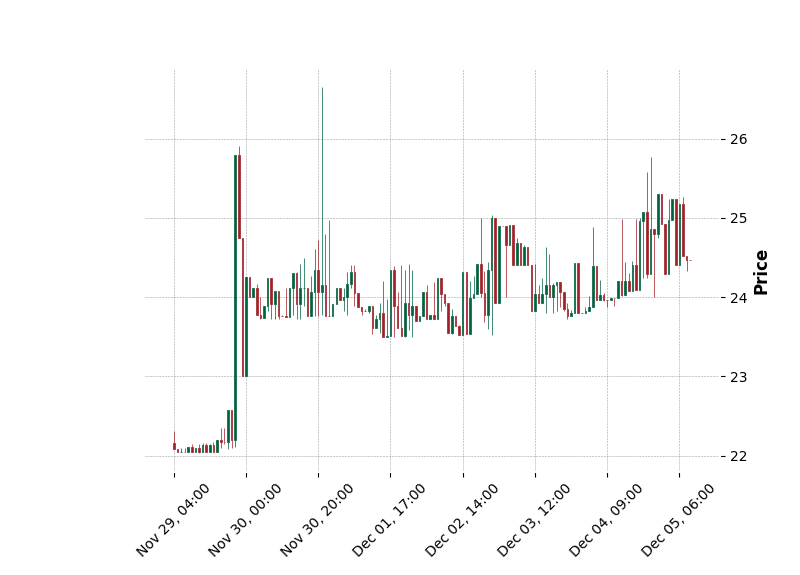 26
25
24
23
22
Price
Nov 29, 04:00
Nov 30, 00:00
Nov 30, 20:00
Dec 01, 17:00
Dec 02, 14:00
Dec 03, 12:00
Dec 04, 09:00
Dec 05, 06:00